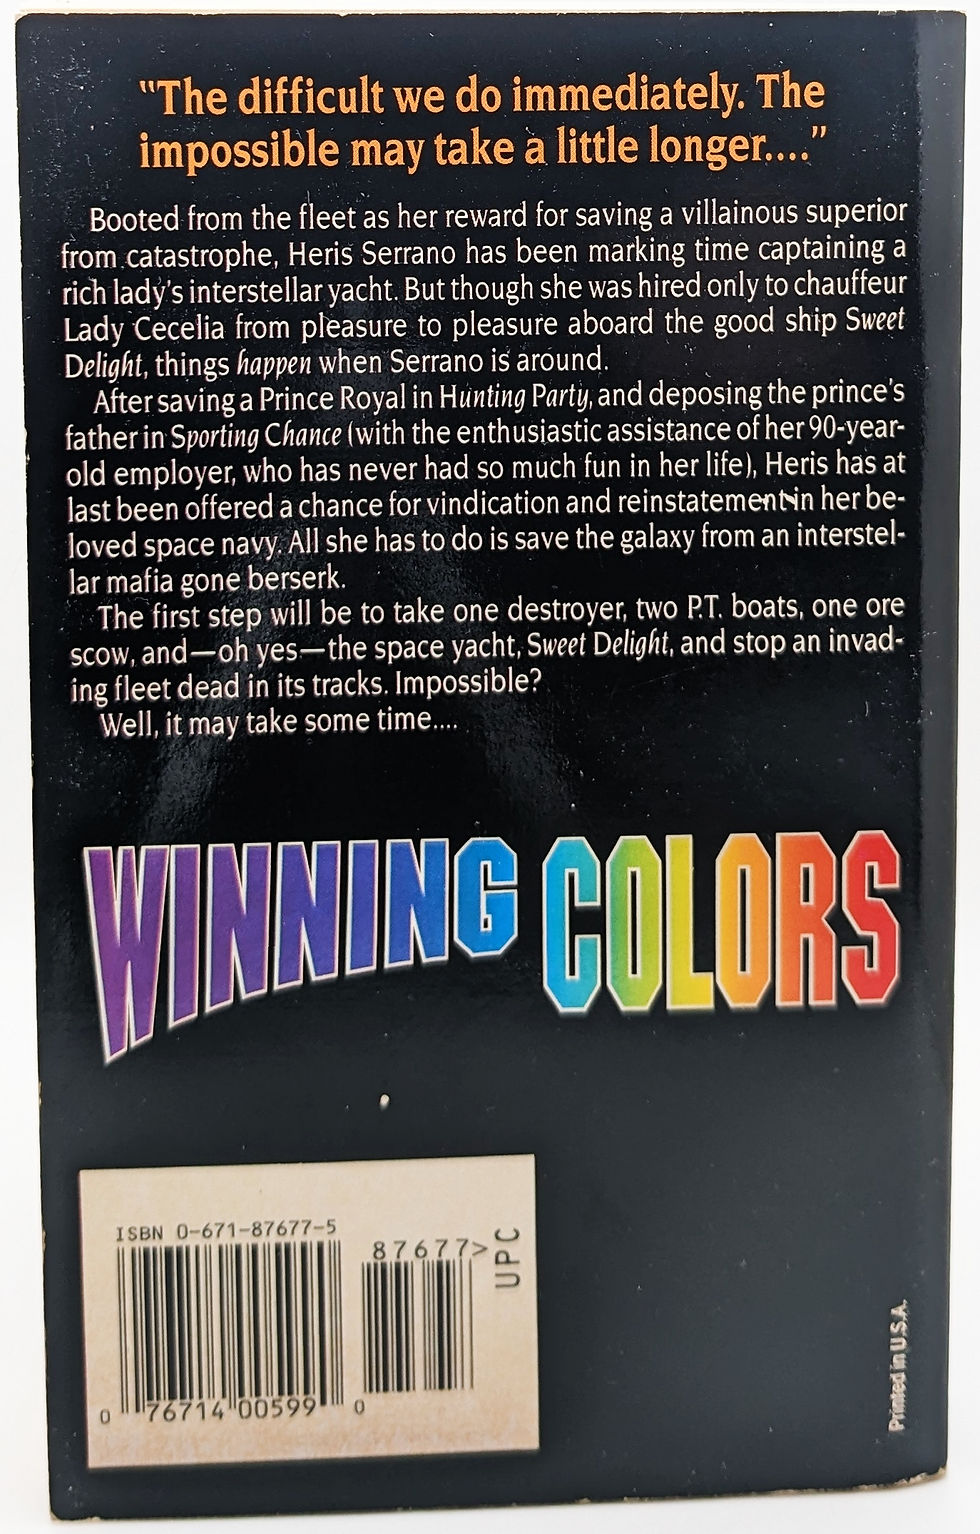 "The difficult we do immediately. The
impossible may take a little longer...."
Booted from the fleet as her reward for saving a villainous superior
from catastrophe, Heris Serrano has been marking time captaining a
rich lady's interstellar yacht. But though she was hired only to chauffeur
Lady Cecelia from pleasure to pleasure aboard the good ship Sweet
Delight, things happen when Serrano is around.
After saving a Prince Royal in Hunting Party, and deposing the prince's
father in Sporting Chance (with the enthusiastic assistance of her 90-year-
old employer, who has never had so much fun in her life), Heris has at
last been offered a chance for vindication and reinstatement in her be-
loved space navy. All she has to do is save the galaxy from an interstel-
lar mafia gone berserk.
The first step will be to take one destroyer, two P.T. boats, one ore
scow, and—oh yes—the space yacht, Sweet Delight, and stop an invad-
ing fleet dead in its tracks. Impossible?
Well, it may take some time....
WINNING COLORS
ISBN 0-671-87677-5
87677>
UPC
0 76714 00599 0
Printed in U.S.A.